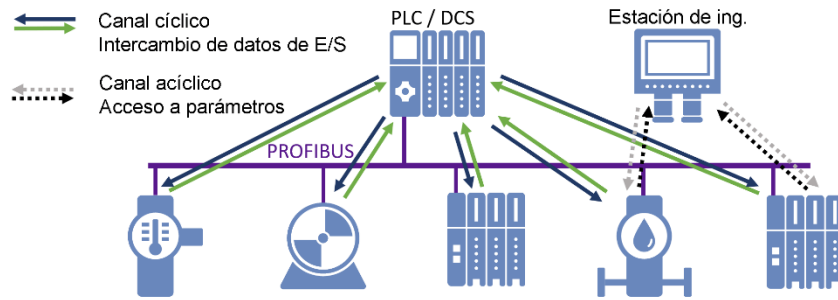 Canal cíclico
Intercambio de datos de E/S
Canal acíclico
Acceso a parámetros
PLC / DCS
Estación de ing.
PROFIBUS